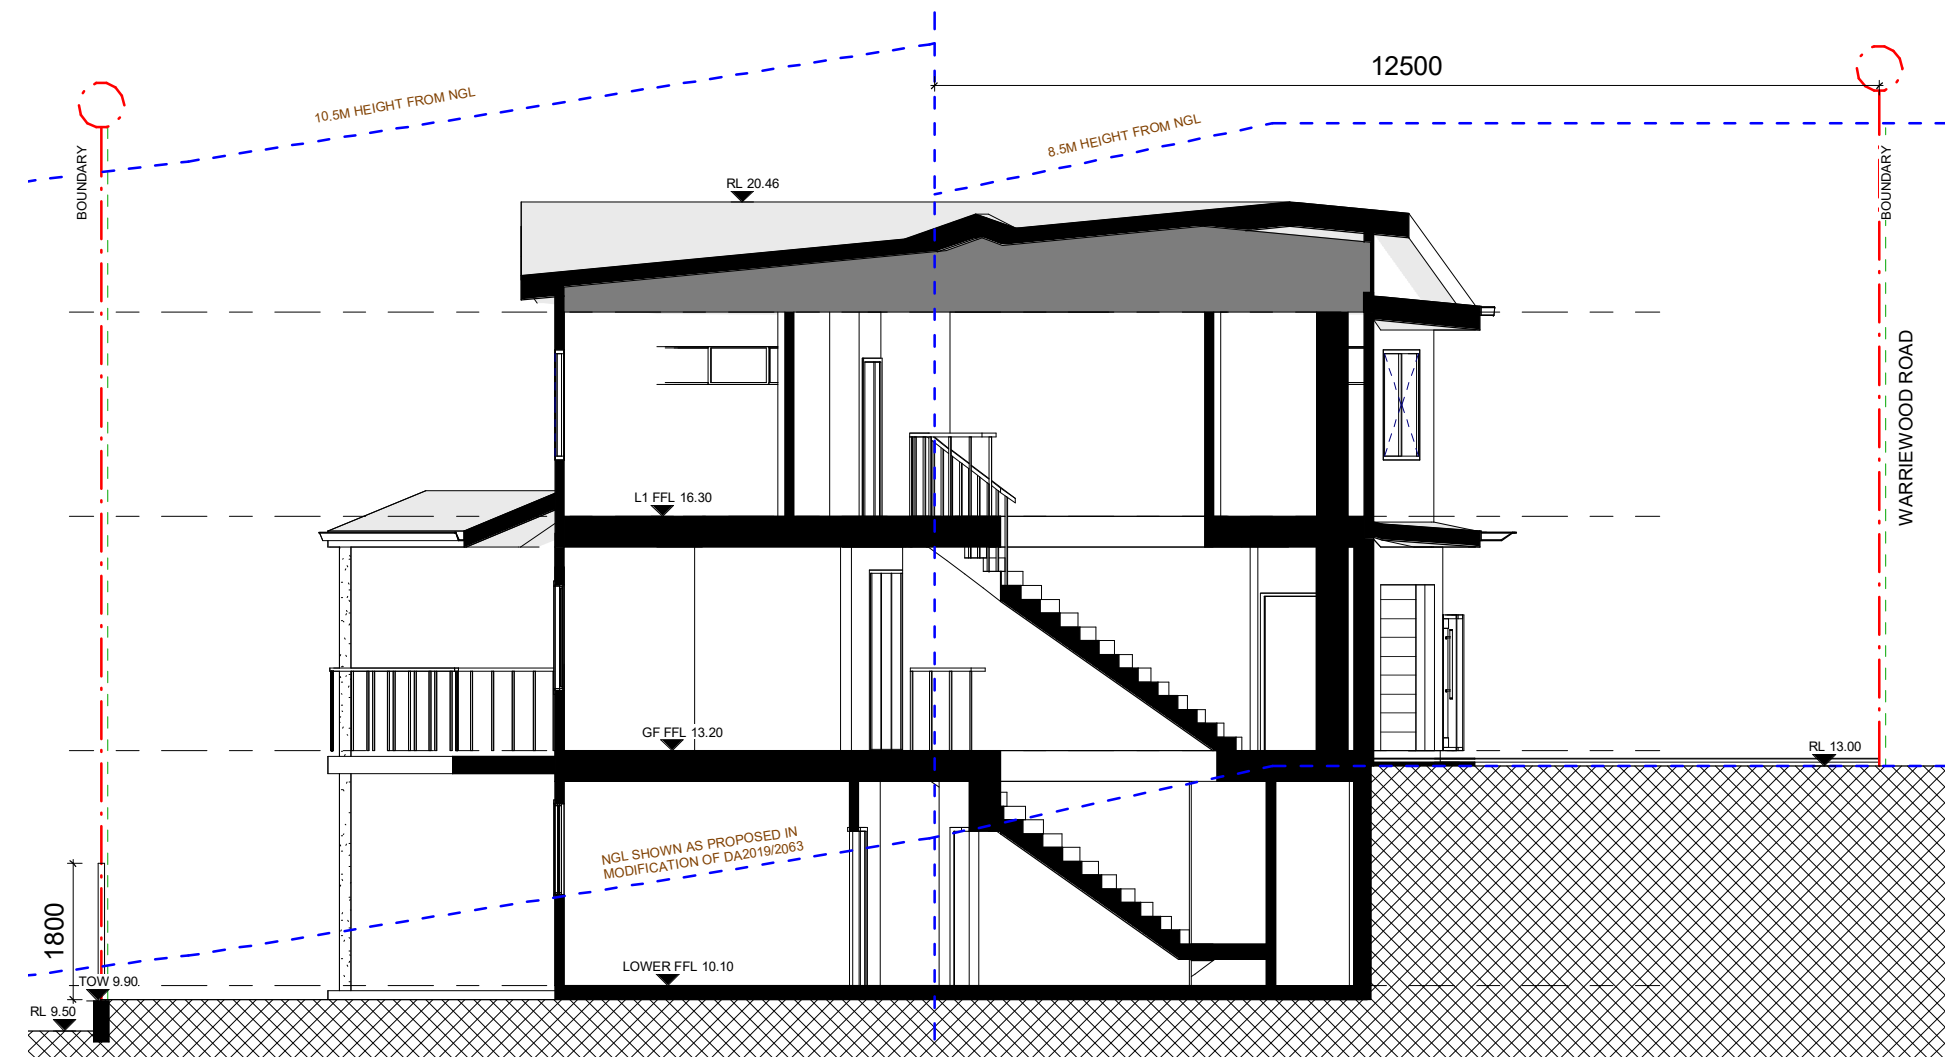 12500
10.5M HEIGHT FROM NGL
8.5M HEIGHT FROM NGL
BOUNDARY
BOUNDARY
RL 20.46
WARRIEWOOD ROAD
L1 FFL 16.30
GF FFL 13.20
RL 13.00
NGL SHOWN AS PROPOSED IN
MODIFICATION OF DA2019/2063
1800
LOWER FFL 10.10
TOW 9.90
RL 9.50